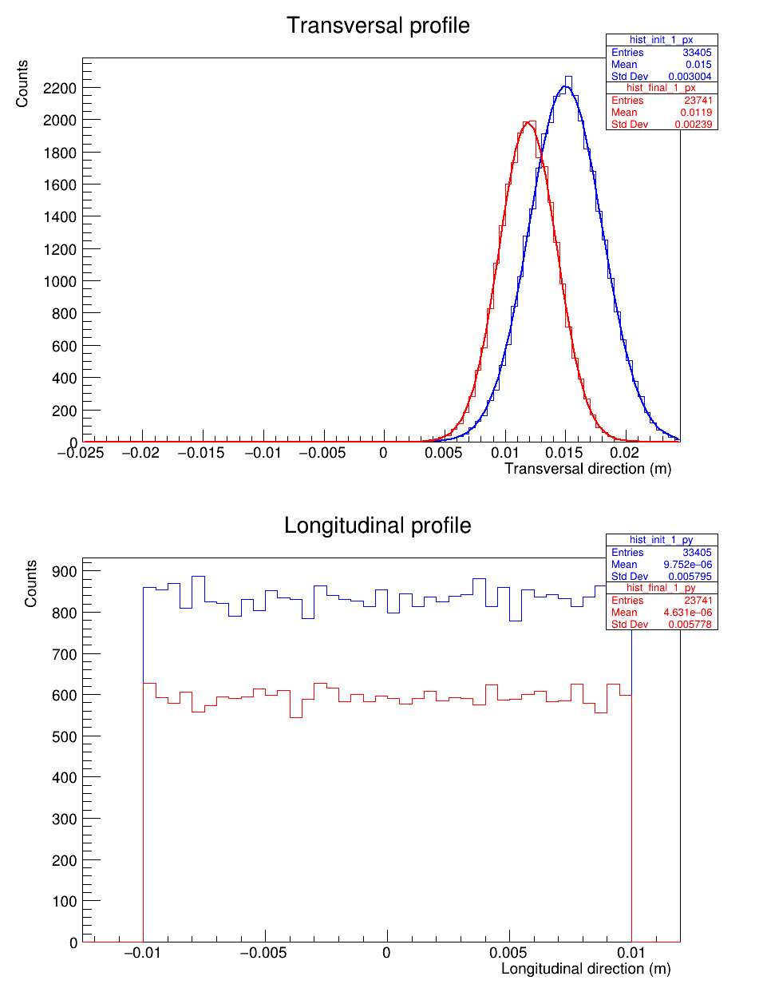 Transversal profile
hist_init_1_px
Entries 33405
Mean 0.015
Std Dev 0.003004
hist_final_1_px
Entries 23741
Mean 0.0119
Std Dev 0.00239
Counts
2200
2000
1800
1600
1400
1200
1000
800
600
400
200
0
−0.025 −0.02 −0.015 −0.01 −0.005 0 0.005 0.01 0.015 0.02
Transversal direction (m)
Longitudinal profile
hist_init_1_py
Entries 33405
Mean 9.752e−06
Std Dev 0.005795
hist_final_1_py
Entries 23741
Mean 4.631e−06
Std Dev 0.005778
Counts
900
800
700
600
500
400
300
200
100
0
−0.01 −0.005 0 0.005 0.01
Longitudinal direction (m)